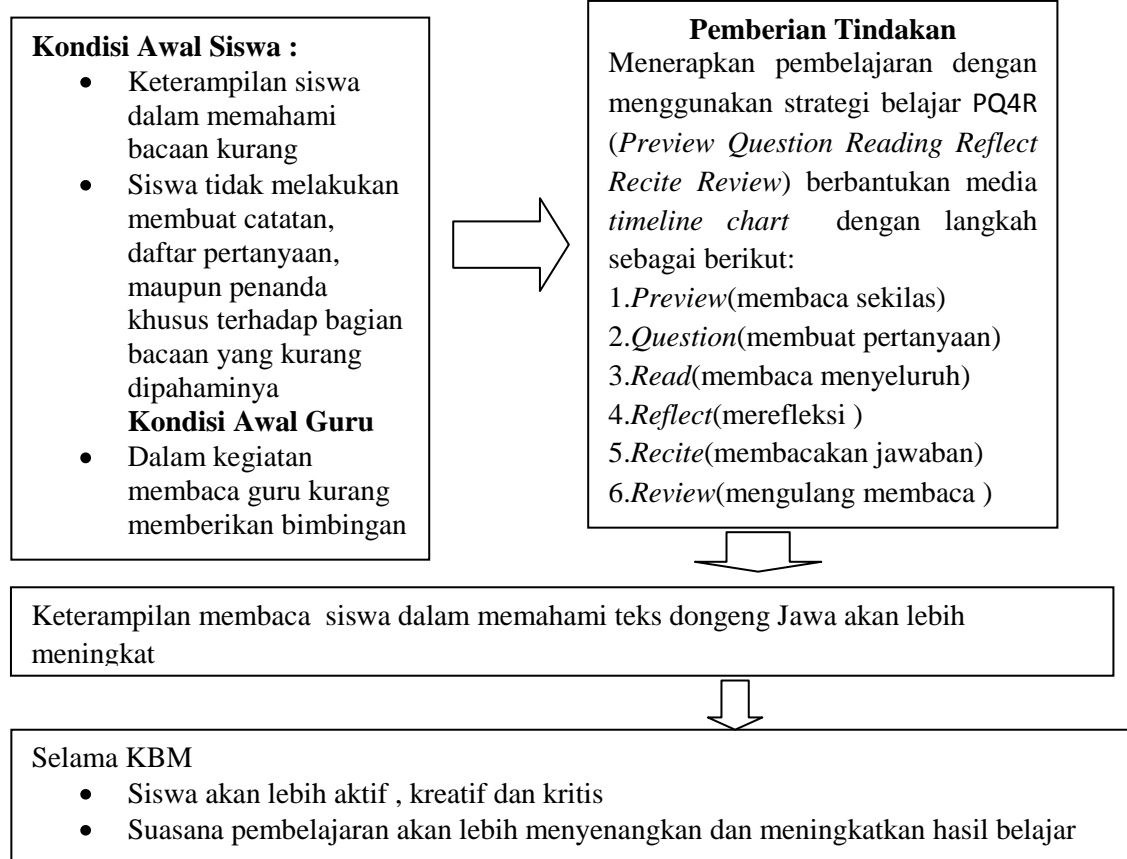 Kondisi Awal Siswa :
• Keterampilan siswa
dalam memahami
bacaan kurang
• Siswa tidak melakukan
membuat catatan,
daftar pertanyaan,
maupun penanda
khusus terhadap bagian
bacaan yang kurang
dipahaminya
Kondisi Awal Guru
• Dalam kegiatan
membaca guru kurang
memberikan bimbingan
Pemberian Tindakan
Menerapkan pembelajaran dengan
menggunakan strategi belajar PQ4R
(Preview Question Reading Reflect
Recite Review) berbantukan media
timeline chart dengan langkah
sebagai berikut:
1.Preview(membaca sekilas)
2.Question(membuat pertanyaan)
3.Read(membaca menyeluruh)
4.Reflect(merefleksi )
5.Recite(membacakan jawaban)
6.Review(mengulang membaca )
Keterampilan membaca siswa dalam memahami teks dongeng Jawa akan lebih
meningkat
Selama KBM
• Siswa akan lebih aktif , kreatif dan kritis
• Suasana pembelajaran akan lebih menyenangkan dan meningkatkan hasil belajar